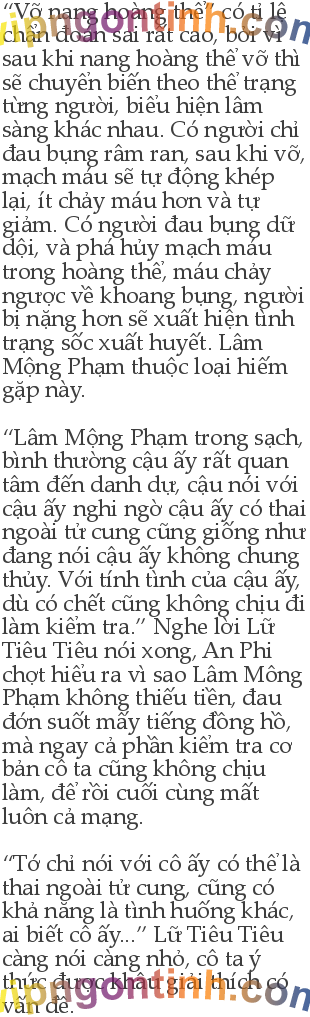 “Vỡ nang hoàng thể, có tỉ lệ
chẩn đoán sai rất cao, bởi vì
sau khi nang hoàng thể vỡ thì
sẽ chuyển biến theo thể trạng
từng người, biểu hiện lâm
sàng khác nhau. Có người chỉ
đau bụng râm ran, sau khi vỡ,
mạch máu sẽ tự động khép
lại, ít chảy máu hơn và tự
giảm. Có người đau bụng dữ
dội, và phá hủy mạch máu
trong hoàng thể, máu chảy
ngược về khoang bụng, người
bị nặng hơn sẽ xuất hiện tình
trạng sốc xuất huyết. Lâm
Mộng Phạm thuộc loại hiếm
gặp này.

“Lâm Mộng Phạm trong sạch,
bình thường cậu ấy rất quan
tâm đến danh dự, cậu nói với
cậu ấy nghi ngờ cậu ấy có thai
ngoài tử cung cũng giống như
đang nói cậu ấy không chung
thủy. Với tính tình của cậu ấy,
dù có chết cũng không chịu đi
làm kiểm tra.” Nghe lời Lữ
Tiêu Tiêu nói xong, An Phi
chợt hiểu ra vì sao Lâm Mông
Phạm không thiếu tiền, đau
đớn suốt mấy tiếng đồng hồ,
mà ngay cả phần kiểm tra cơ
bản cô ta cũng không chịu
làm, để rồi cuối cùng mất
luôn cả mạng.

“Tớ chỉ nói với cô ấy có thể là
thai ngoài tử cung, cũng có
khả năng là tình huống khác,
ai biết cô ấy...” Lữ Tiêu Tiêu
càng nói càng nhỏ, cô ta ý
thức được khâu giải thích có
vấn đề.
vipngontinh.com
vipngontinh.com